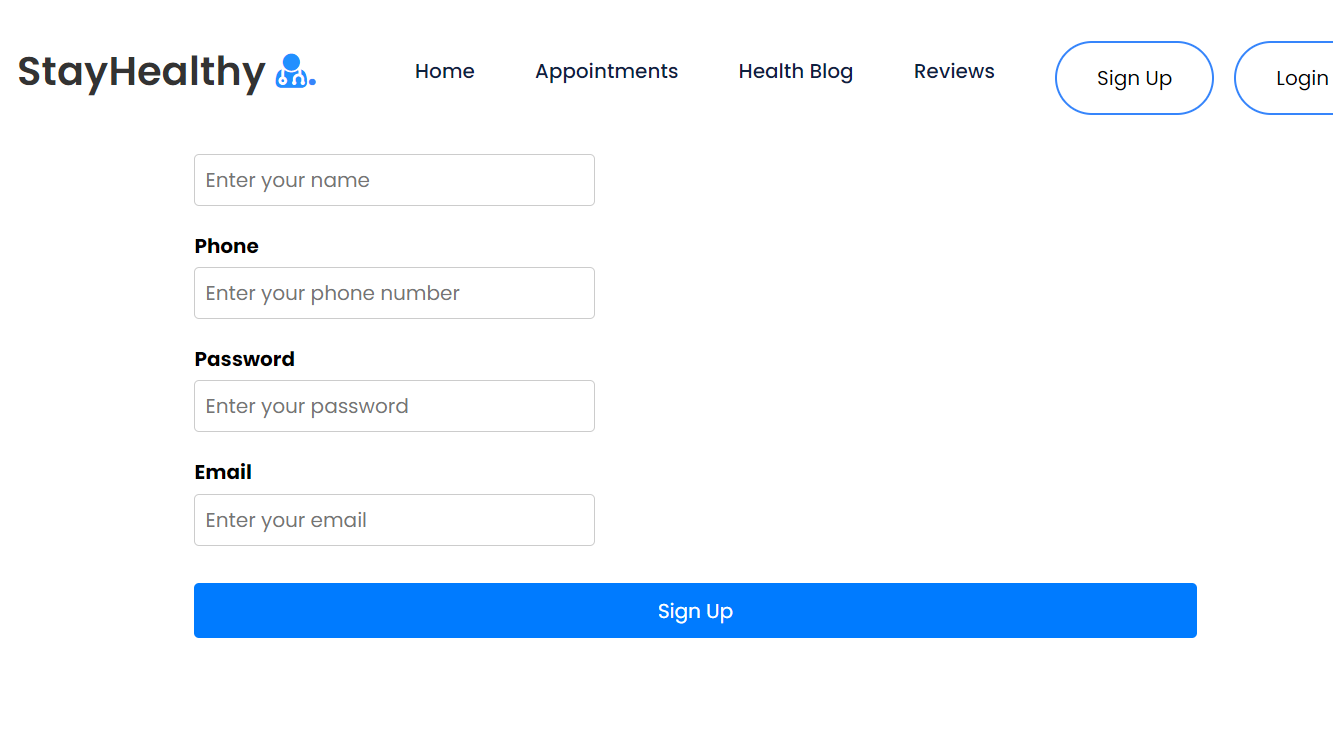 StayHealthy
Home Appointments Health Blog Reviews Sign Up Login
Enter your name
Phone
Enter your phone number
Password
Enter your password
Email
Enter your email
Sign Up